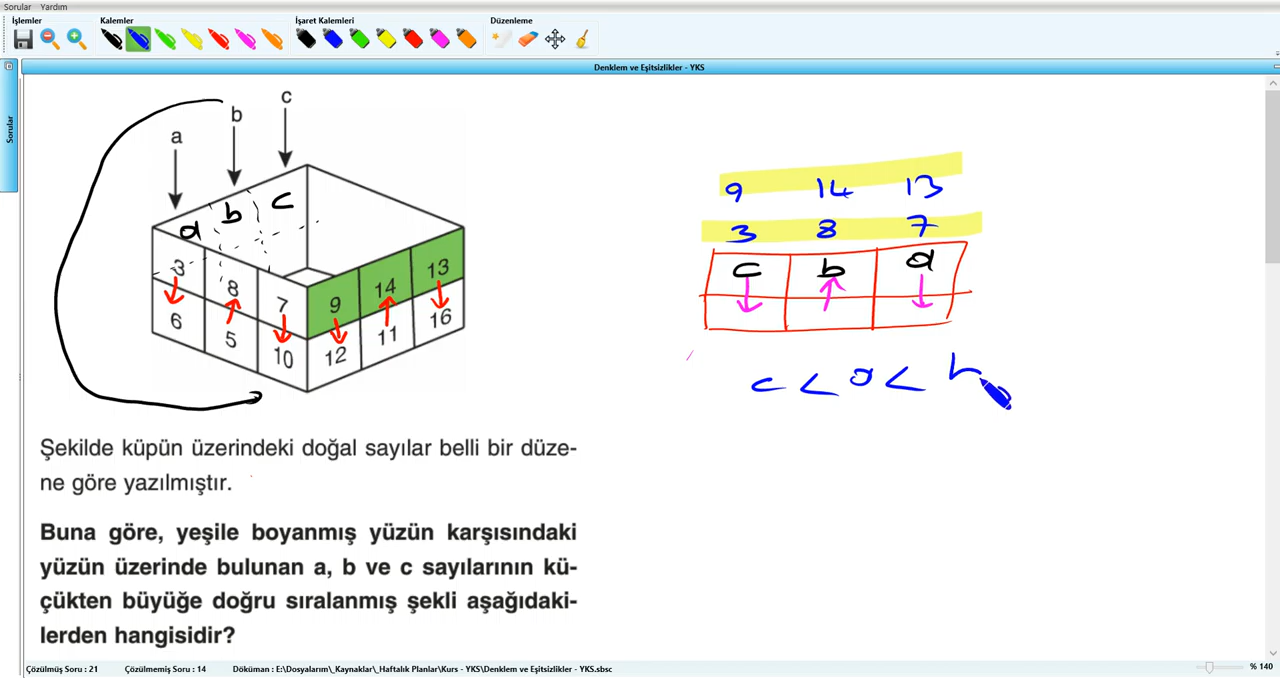 Sorular Yardım
İşlemler Kalemler İşaret Kalemleri Düzenleme
Denklem ve Eşitsizlikler - YKS
Sorular
a b c
a b c
3 8 7 9 14 13
6 5 10 12 11 16
9 14 13
3 8 7
c b a
c < a < b
Şekilde küpün üzerindeki doğal sayılar belli bir düze-
ne göre yazılmıştır.
Buna göre, yeşile boyanmış yüzün karşısındaki
yüzün üzerinde bulunan a, b ve c sayılarının kü-
çükten büyüğe doğru sıralanmış şekli aşağıdaki-
lerden hangisidir?
Çözülmüş Soru : 21 Çözülmemiş Soru : 14 Döküman : E:\Dosyalarım\_Kaynaklar\_Haftalık Planlar\Kurs - YKS\Denklem ve Eşitsizlikler - YKS.sbsc % 140